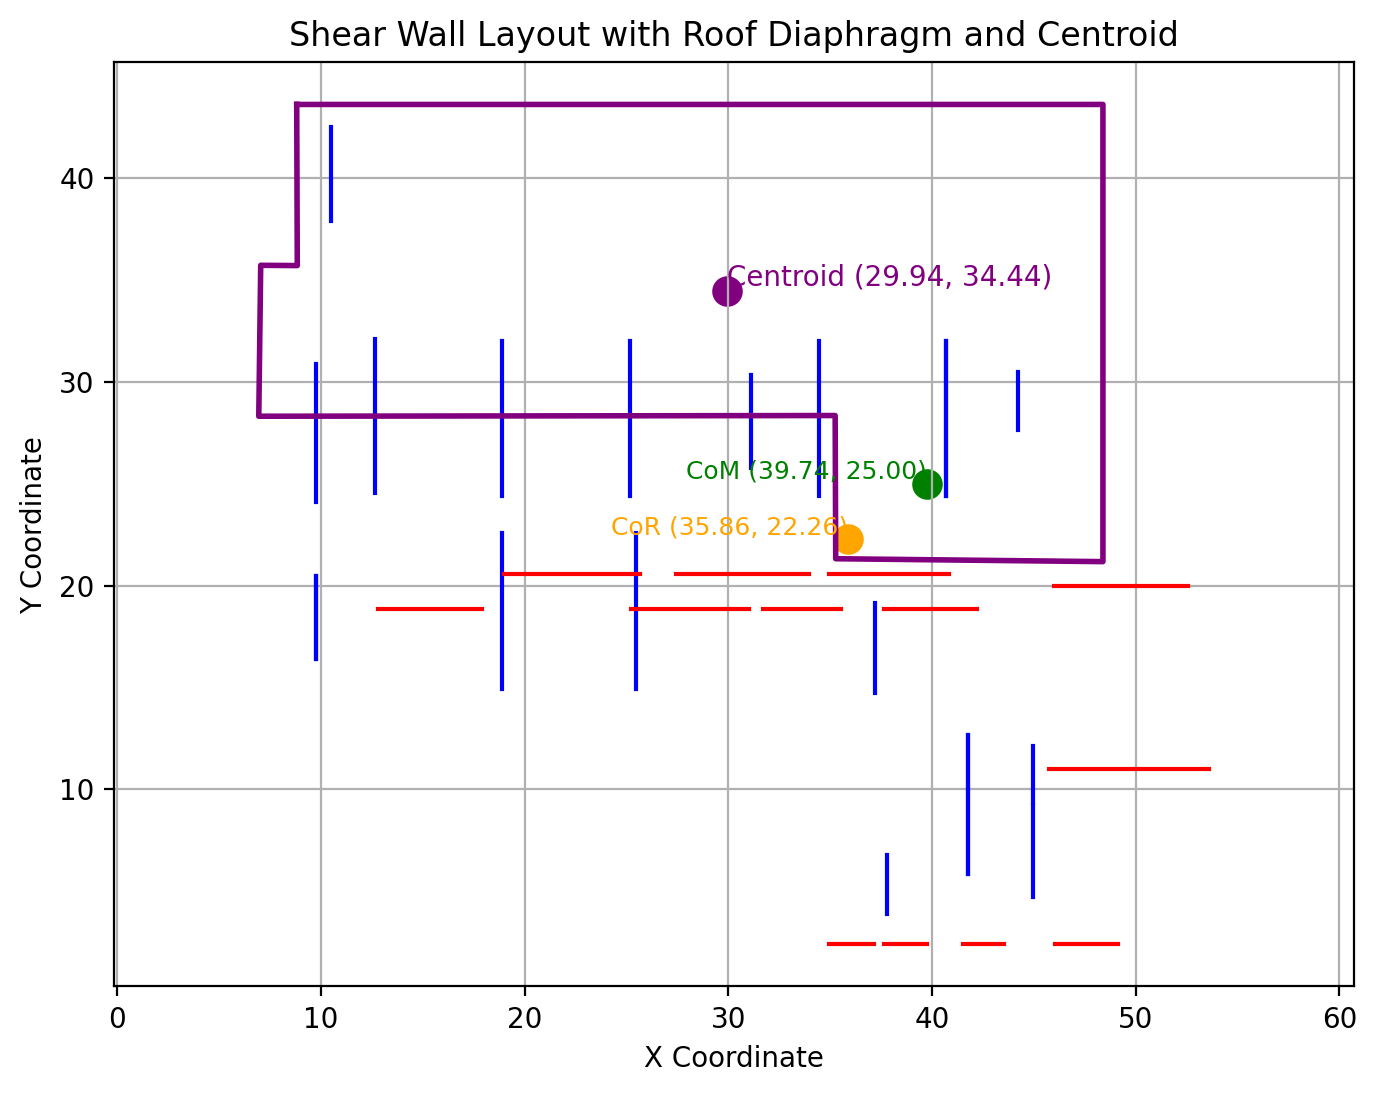 Shear Wall Layout with Roof Diaphragm and Centroid
40
Centroid (29.94, 34.44)
30
CoM (39.74, 25.00)
CoR (35.86, 22.26)
Y Coordinate
20
10
0 10 20 30 40 50 60
X Coordinate